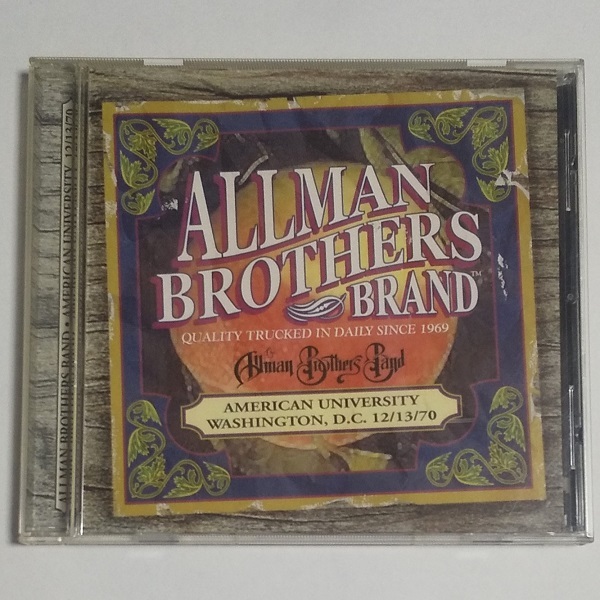 ALLMAN BROTHERS BAND • AMERICAN UNIVERSITY 12/13/70
ALLMAN
BROTHERS
BRAND™
QUALITY TRUCKED IN DAILY SINCE 1969
Allman Brothers Band
AMERICAN UNIVERSITY
WASHINGTON, D.C. 12/13/70